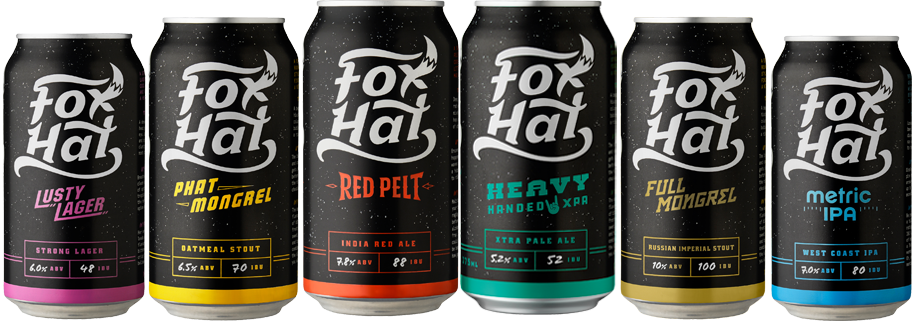 Fox
Hat
LUSTY
LAGER
STRONG LAGER
6.0% ABV 48 IBU
Fox
Hat
PHAT
MONGREL
OATMEAL STOUT
6.5% ABV 70 IBU
Fox
Hat
RED PELT
INDIA RED ALE
7.8% ABV 88 IBU
Fox
Hat
HEAVY
HANDED XPA
XTRA PALE ALE
5.2% ABV 52 IBU
Fox
Hat
FULL
MONGREL
RUSSIAN IMPERIAL STOUT
10% ABV 100 IBU
Fox
Hat
metric
IPA
WEST COAST IPA
7.0% ABV 80 IBU